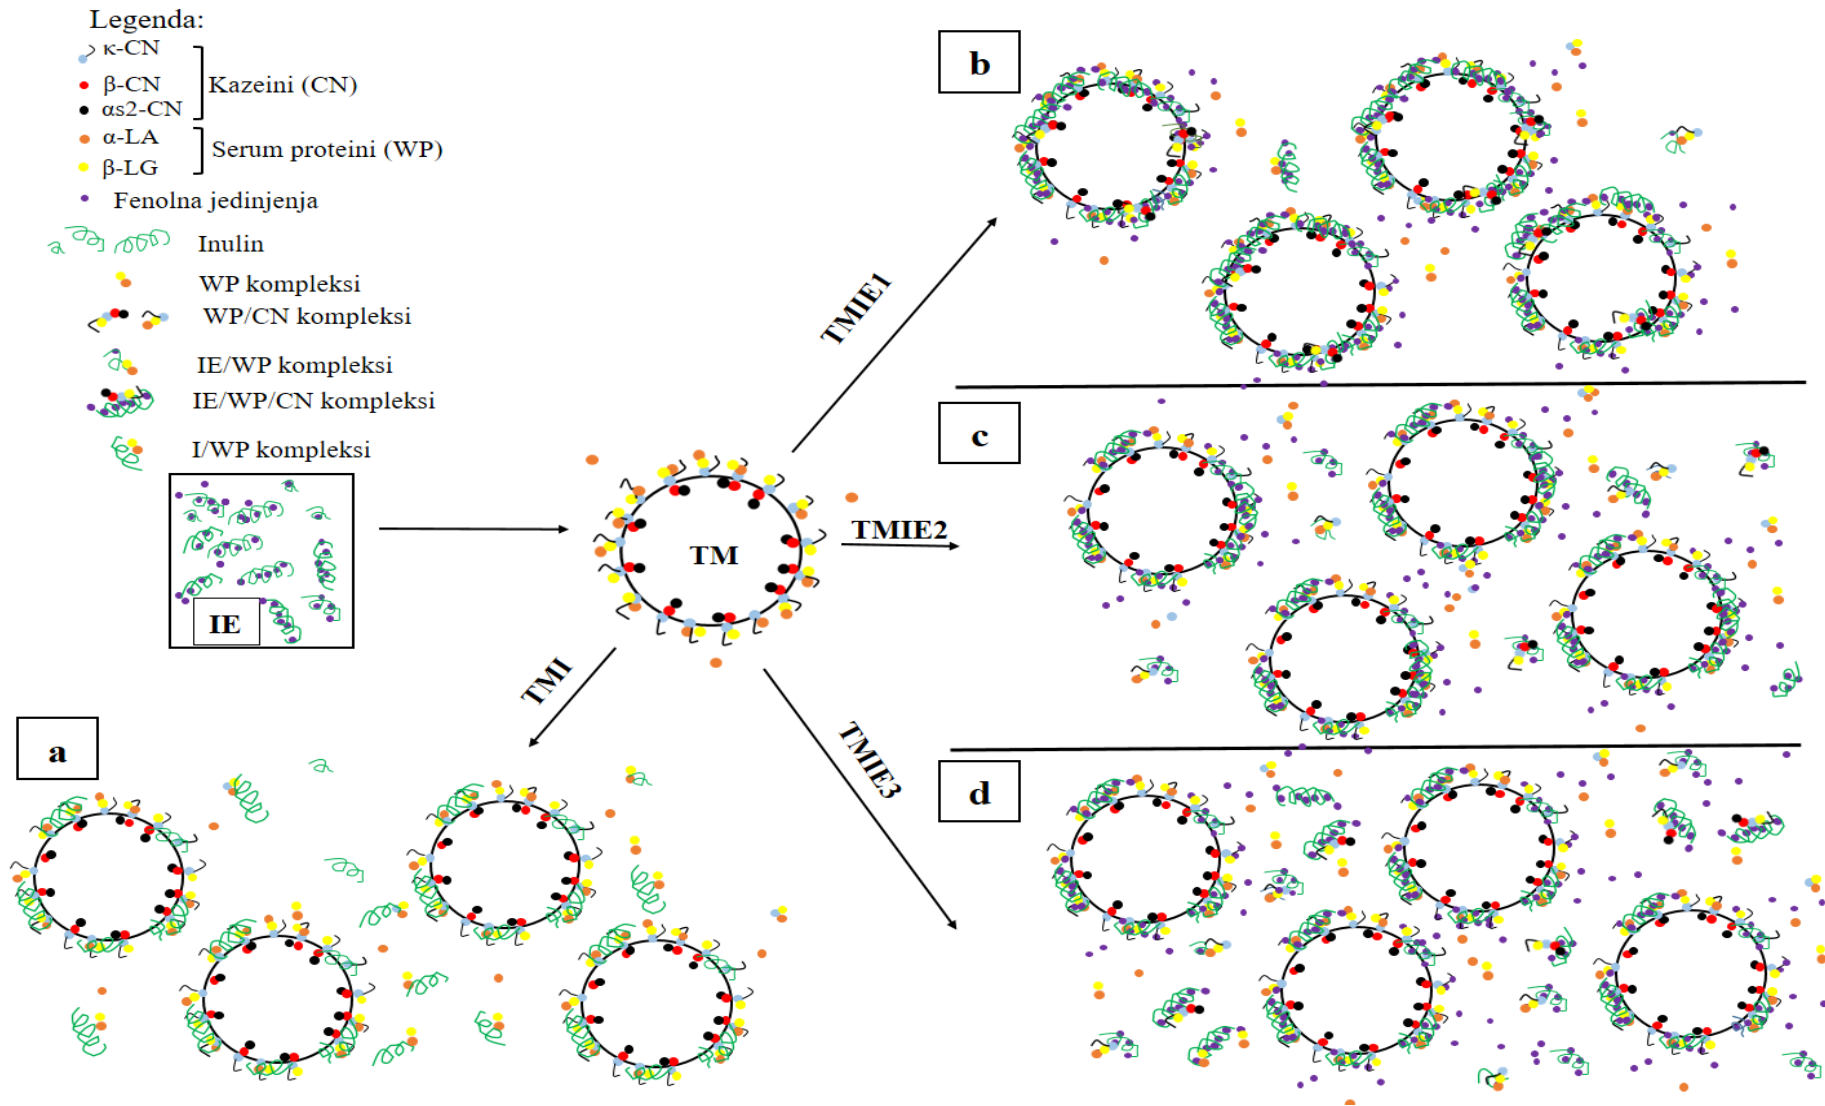 Legenda:
κ-CN
β-CN
αs2-CN
Kazeini (CN)
α-LA
β-LG
Serum proteini (WP)
Fenolna jedinjenja
Inulin
WP kompleksi
WP/CN kompleksi
IE/WP kompleksi
IE/WP/CN kompleksi
I/WP kompleksi
IE
TM
TMIE1
TMIE2
TMI
TMIE3
a
b
c
d